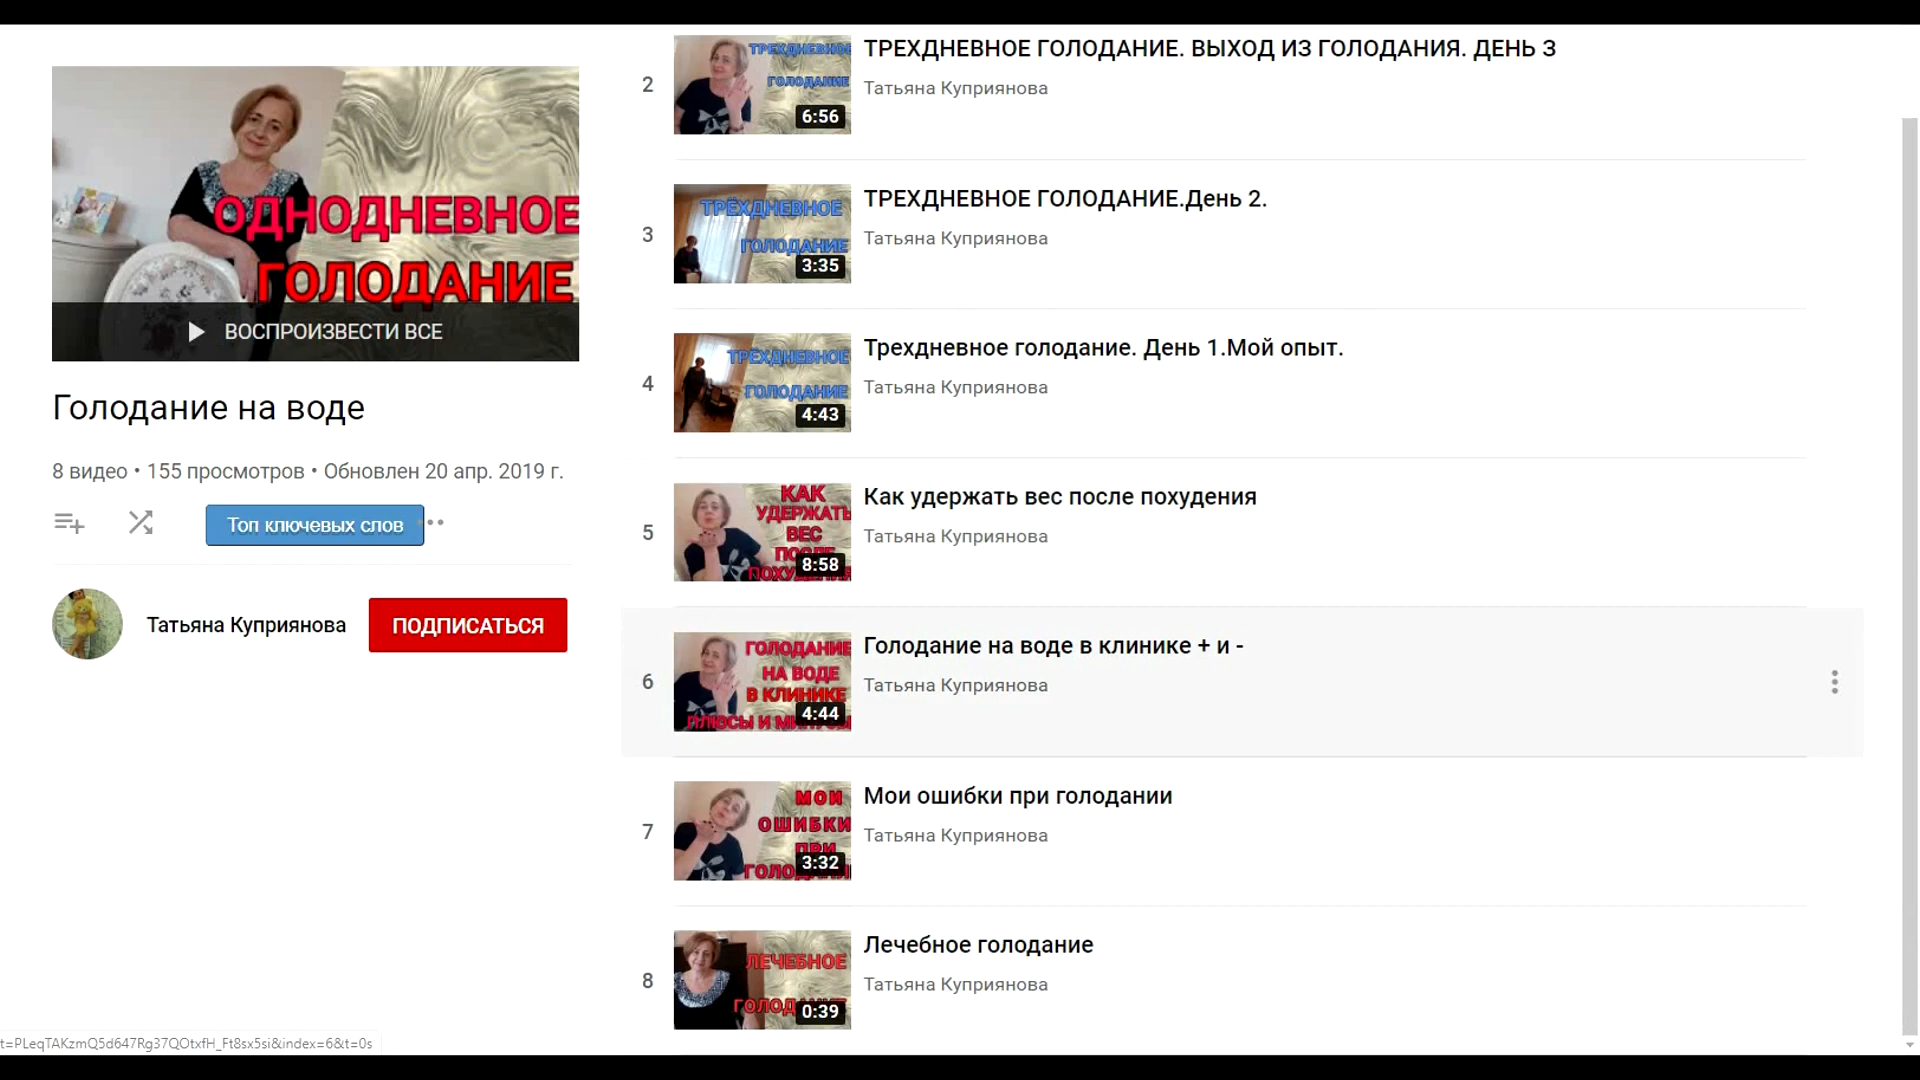 ОДНОДНЕВНОЕ
ГОЛОДАНИЕ
ВОСПРОИЗВЕСТИ ВСЕ
Голодание на воде
8 видео • 155 просмотров • Обновлен 20 апр. 2019 г.
Топ ключевых слов
Татьяна Куприянова
ПОДПИСАТЬСЯ
2
ТРЕХДНЕВНОЕ
ГОЛОДАНИЕ
6:56
ТРЕХДНЕВНОЕ ГОЛОДАНИЕ. ВЫХОД ИЗ ГОЛОДАНИЯ. ДЕНЬ 3
Татьяна Куприянова
3
ТРЁХДНЕВНОЕ
ГОЛОДАНИЕ
3:35
ТРЕХДНЕВНОЕ ГОЛОДАНИЕ.День 2.
Татьяна Куприянова
4
ТРЁХДНЕВНОЕ
ГОЛОДАНИЕ
4:43
Трехдневное голодание. День 1.Мой опыт.
Татьяна Куприянова
5
КАК
УДЕРЖАТЬ
ВЕС
ПОСЛЕ
8:58
Как удержать вес после похудения
Татьяна Куприянова
6
ГОЛОДАНИЕ
НА ВОДЕ
В КЛИНИКЕ
ПЛЮСЫ И МИНУСЫ
4:44
Голодание на воде в клинике + и -
Татьяна Куприянова
7
МОИ
ОШИБКИ
ПРИ
3:32
Мои ошибки при голодании
Татьяна Куприянова
8
ЛЕЧЕБНОЕ
0:39
Лечебное голодание
Татьяна Куприянова
t=PLeqTAKzmQ5d647Rg37QOtxfH_Ft8sx5si&index=6&t=0s